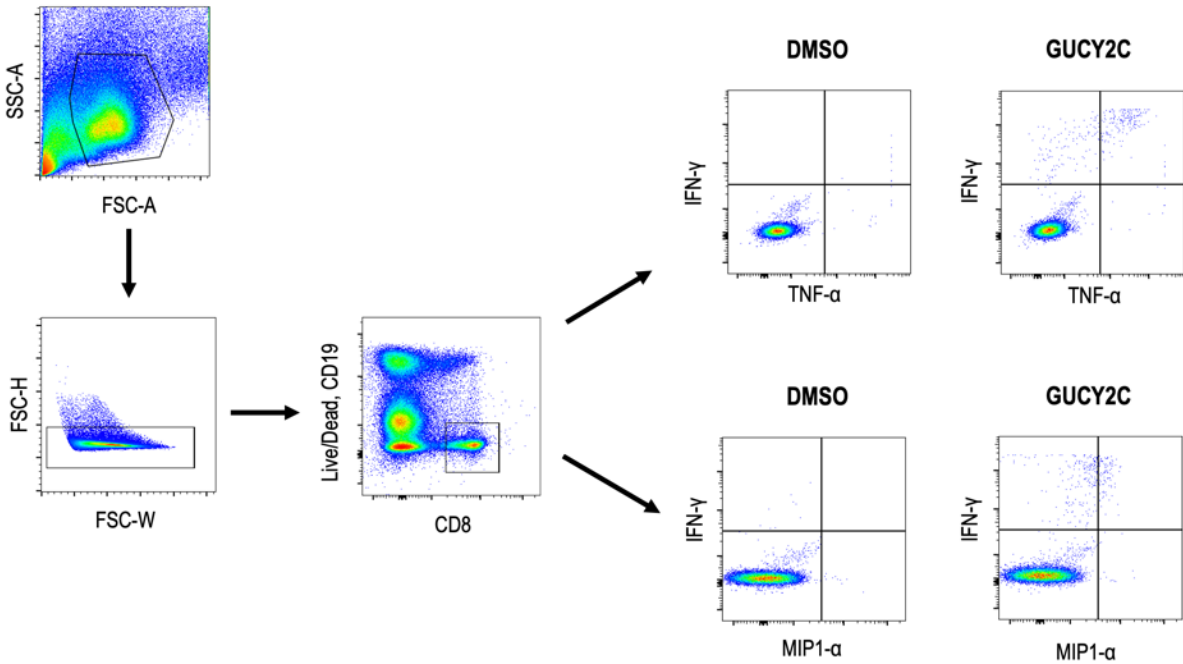 SSC-A
FSC-A
FSC-H
FSC-W
Live/Dead, CD19
CD8
DMSO
GUCY2C
IFN-γ
TNF-α
IFN-γ
TNF-α
DMSO
GUCY2C
IFN-γ
MIP1-α
IFN-γ
MIP1-α